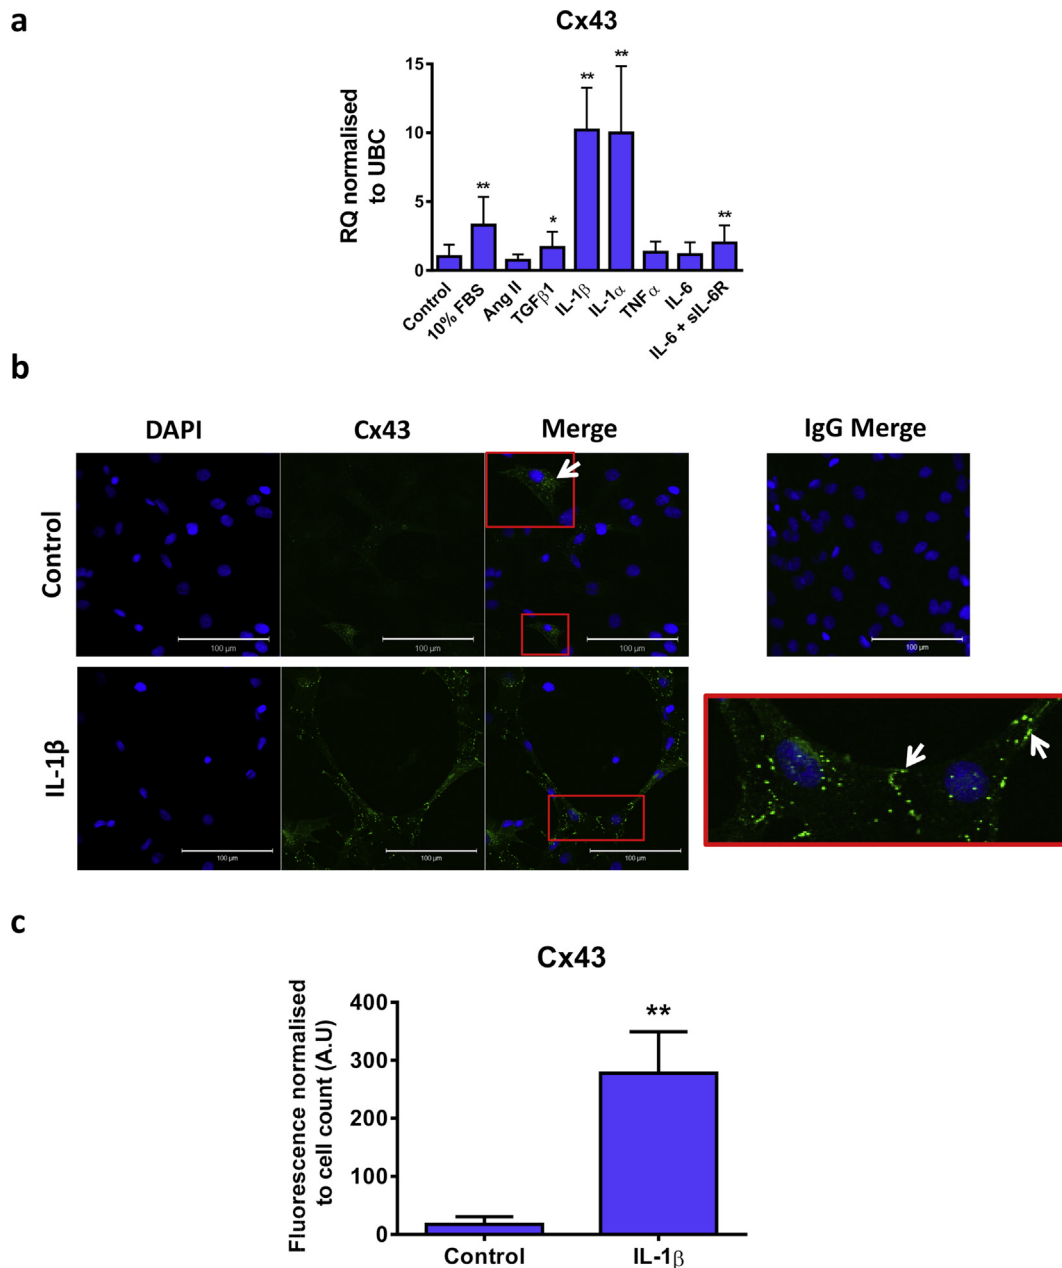 a
Cx43
RQ normalised
to UBC
15
10
5
0
**
*
**
**
**
Control
10% FBS
Ang II
TGFβ1
IL-1β
IL-1α
TNFα
IL-6
IL-6 + sIL-6R
b
DAPI
Cx43
Merge
IgG Merge
Control
100 µm
100 µm
100 µm
100 µm
IL-1β
100 µm
100 µm
100 µm
c
Cx43
Fluorescence normalised
to cell count (A.U)
400
300
200
100
0
**
Control
IL-1β